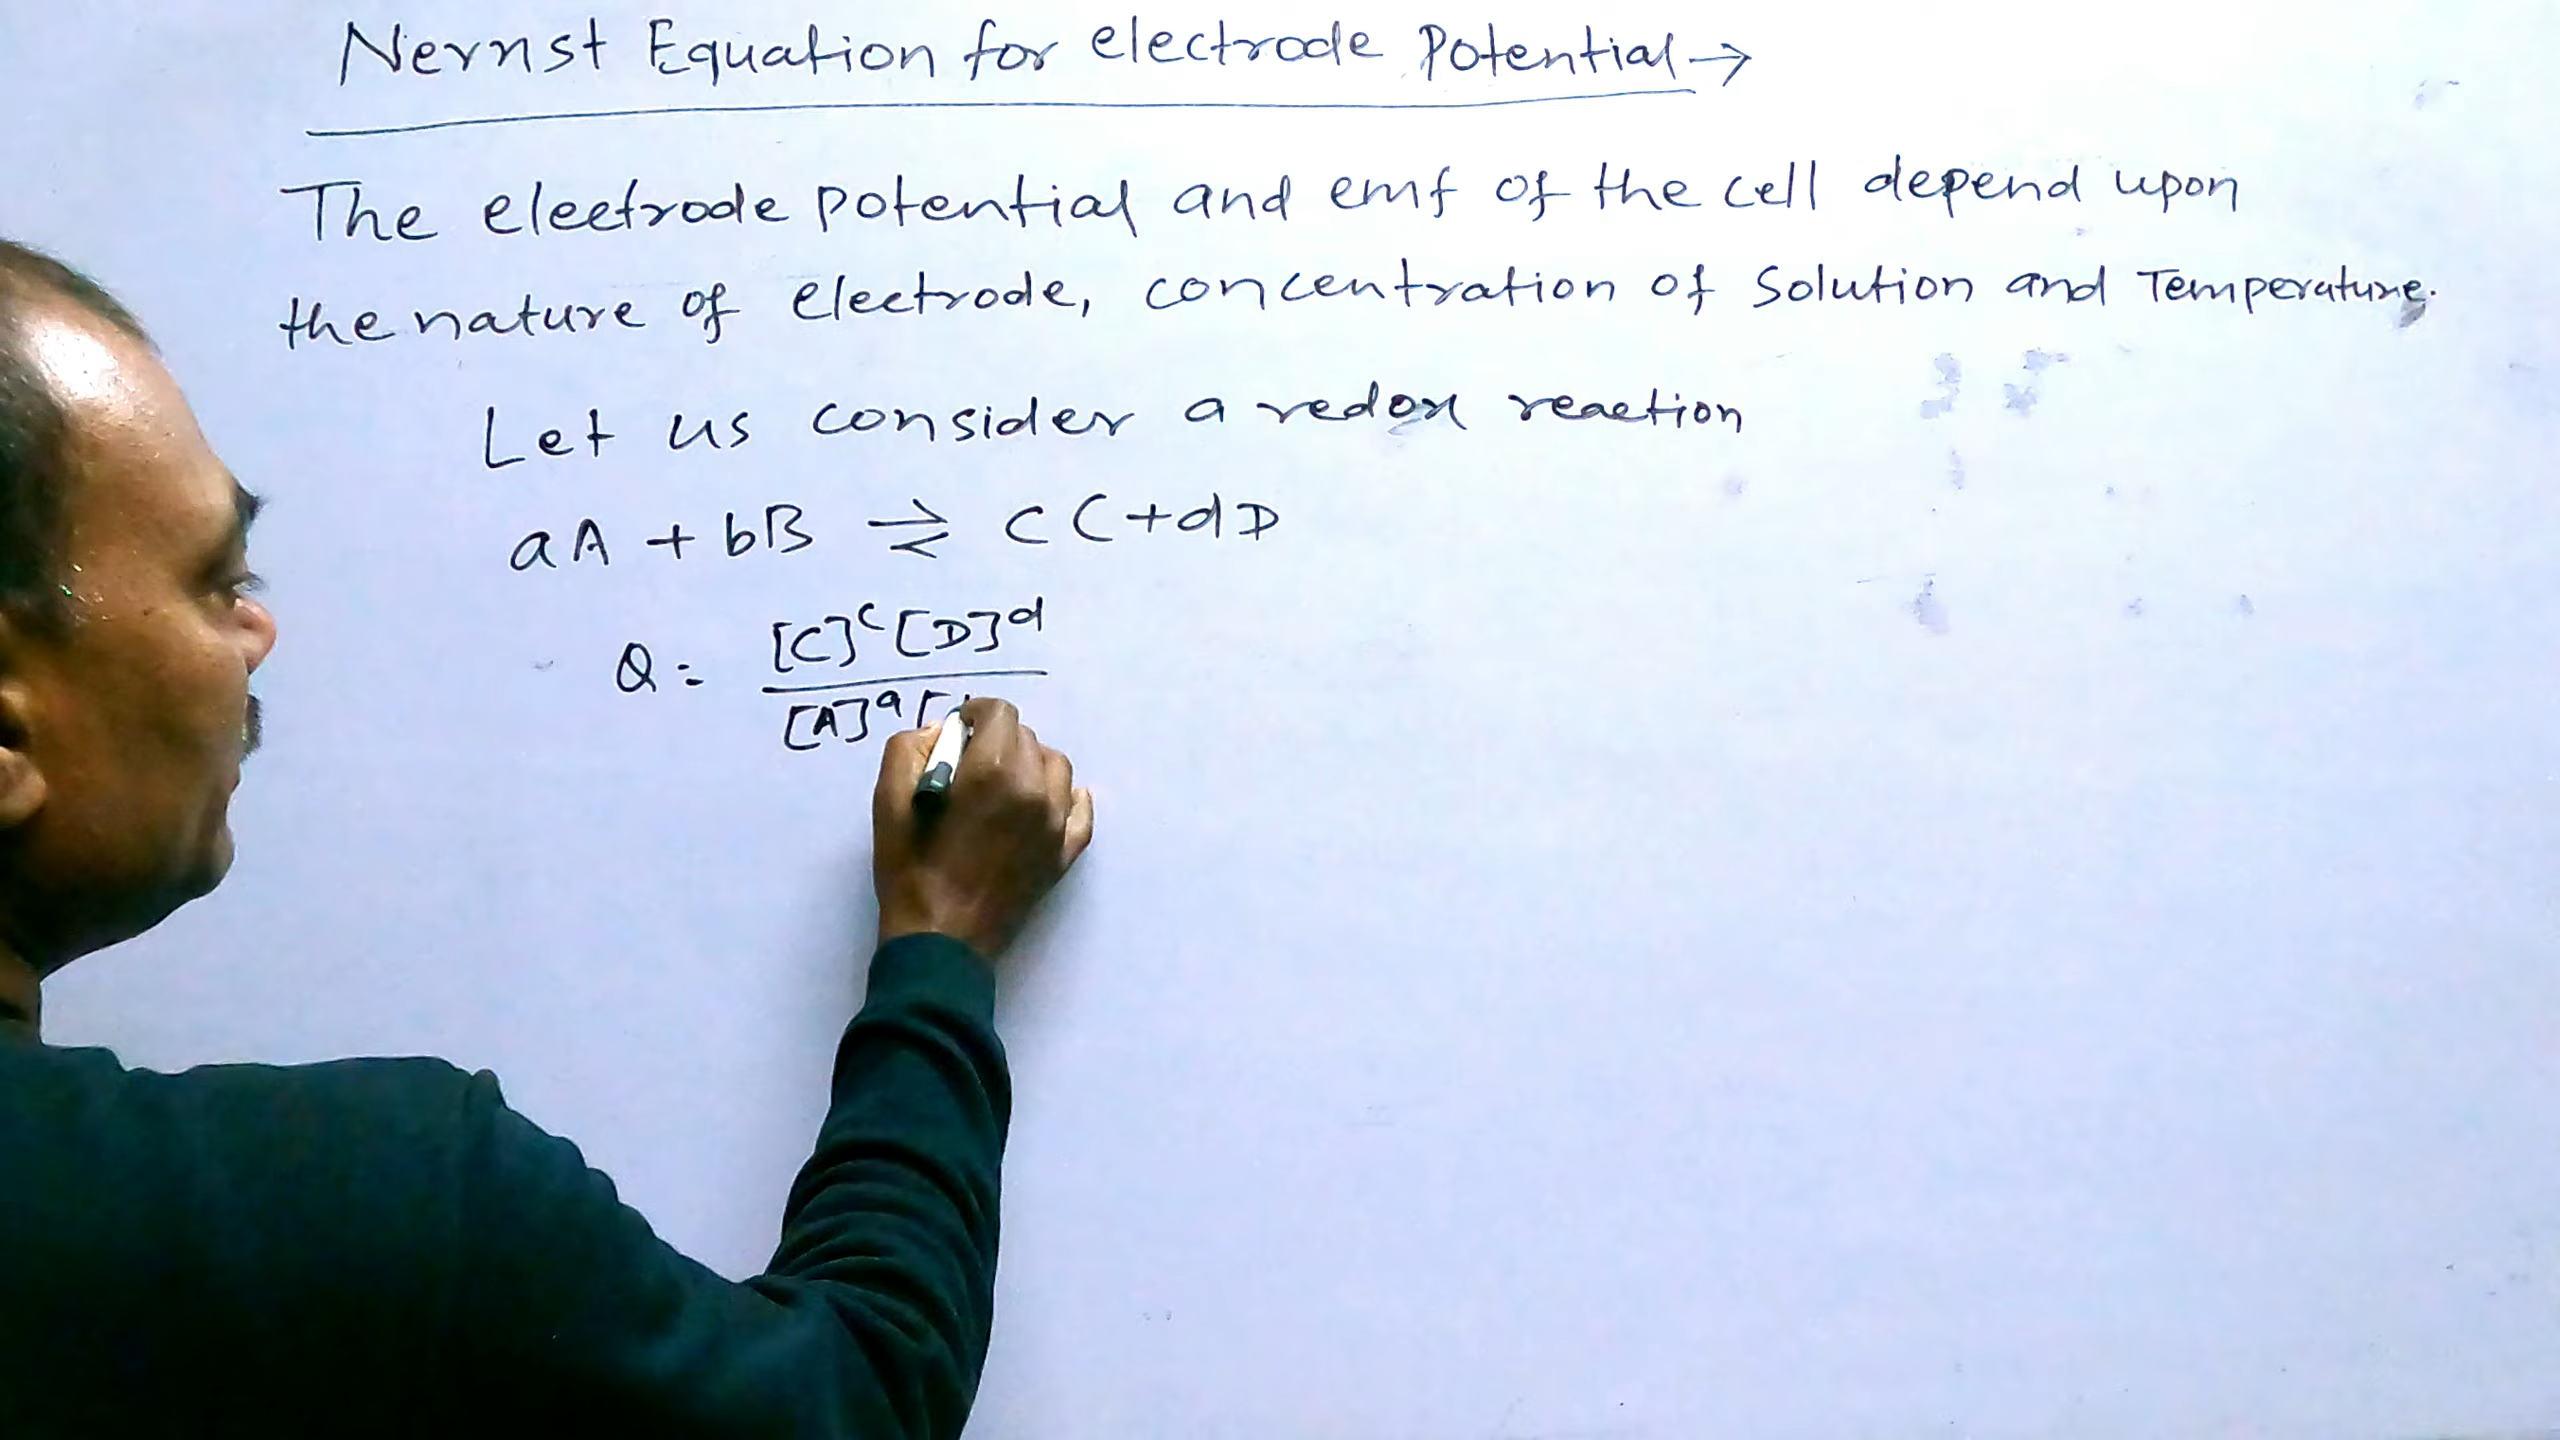 Nernst Equation for electrode Potential →
The electrode potential and emf of the cell depend upon
the nature of electrode, concentration of Solution and Temperature.
Let us consider a redox reaction
aA + bB ⇌ cC + dD
Q = [C]ᶜ [D]ᵈ
[A]ᵃ [